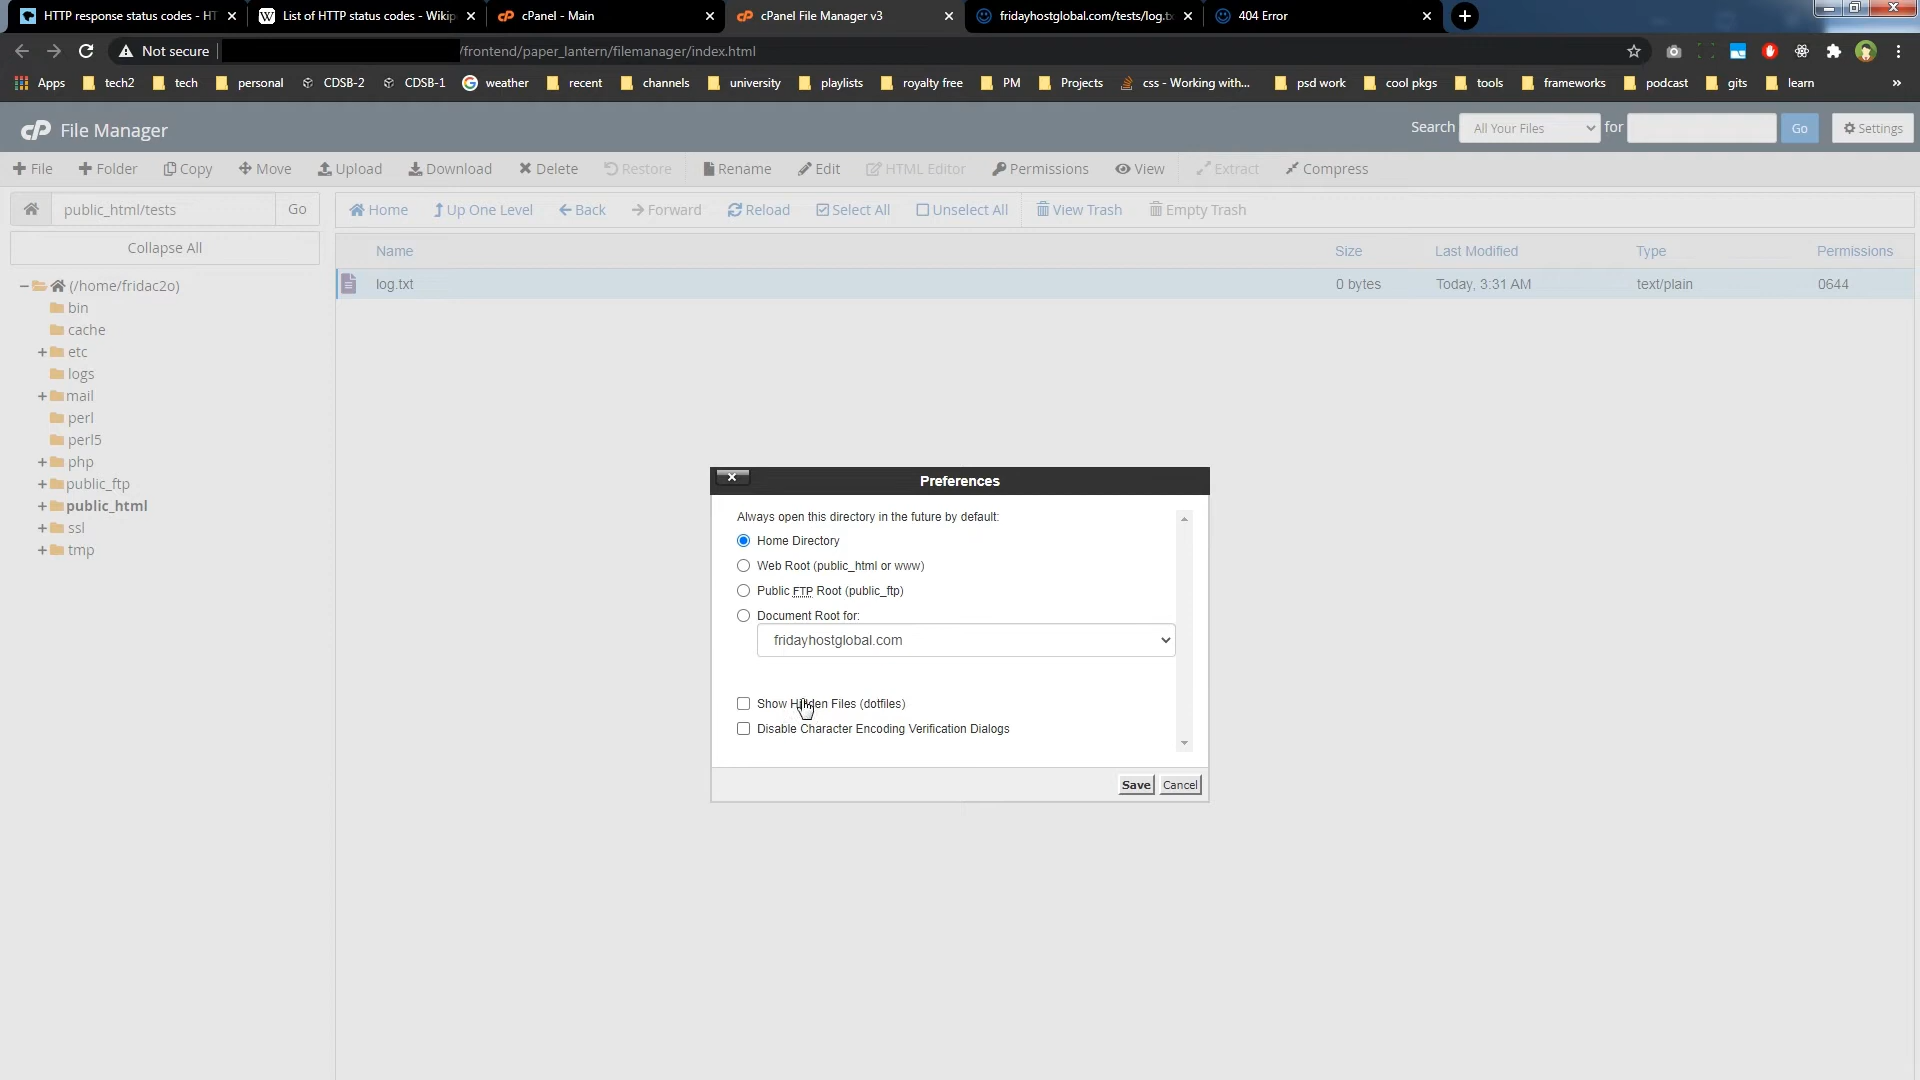 HTTP response status codes - HT
List of HTTP status codes - Wikip
cPanel - Main
cPanel File Manager v3
fridayhostglobal.com/tests/log.tx
404 Error
Not secure
/frontend/paper_lantern/filemanager/index.html
Apps
tech2
tech
personal
CDSB-2
CDSB-1
weather
recent
channels
university
playlists
royalty free
PM
Projects
css - Working with...
psd work
cool pkgs
tools
frameworks
podcast
gits
learn
»
cP File Manager
Search All Your Files for Go Settings
File
Folder
Copy
Move
Upload
Download
Delete
Restore
Rename
Edit
HTML Editor
Permissions
View
Extract
Compress
public_html/tests Go
Home
Up One Level
Back
Forward
Reload
Select All
Unselect All
View Trash
Empty Trash
Collapse All
Name Size Last Modified Type Permissions
log.txt 0 bytes Today, 3:31 AM text/plain 0644
(/home/fridac2o)
bin
cache
etc
logs
mail
perl
perl5
php
public_ftp
public_html
ssl
tmp
Preferences
Always open this directory in the future by default:
Home Directory
Web Root (public_html or www)
Public FTP Root (public_ftp)
Document Root for:
fridayhostglobal.com
Show Hidden Files (dotfiles)
Disable Character Encoding Verification Dialogs
Save Cancel